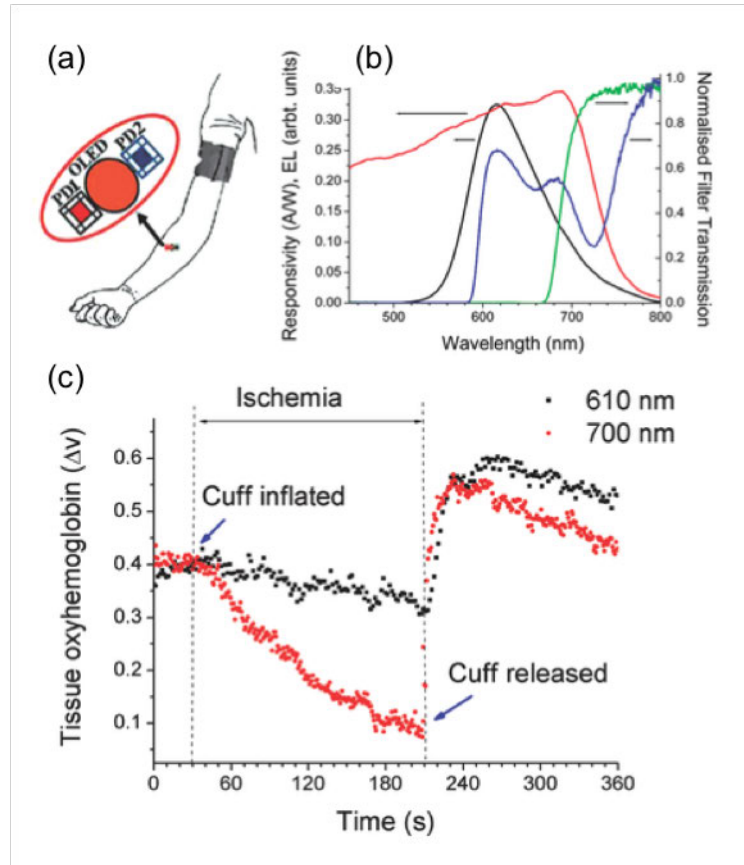 (a)
PD1
OLED
PD2
(b)
Responsivity (A/W), EL (arbt. units)
0.35
0.30
0.25
0.20
0.15
0.10
0.05
0.00
500
600
700
800
Wavelength (nm)
1.0
0.8
0.6
0.4
0.2
0.0
Normalised Filter Transmission
(c)
Ischemia
610 nm
700 nm
Cuff inflated
Cuff released
Tissue oxyhemoglobin (Δv)
0.6
0.5
0.4
0.3
0.2
0.1
0
60
120
180
240
300
360
Time (s)